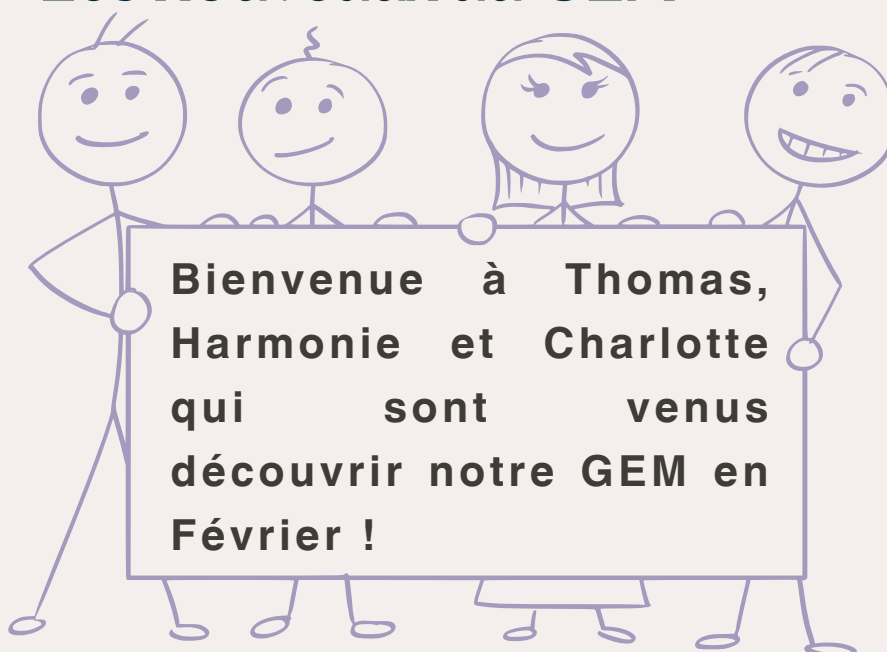 Bienvenue à Thomas,
Harmonie et Charlotte
qui sont venus
découvrir notre GEM en
Février !